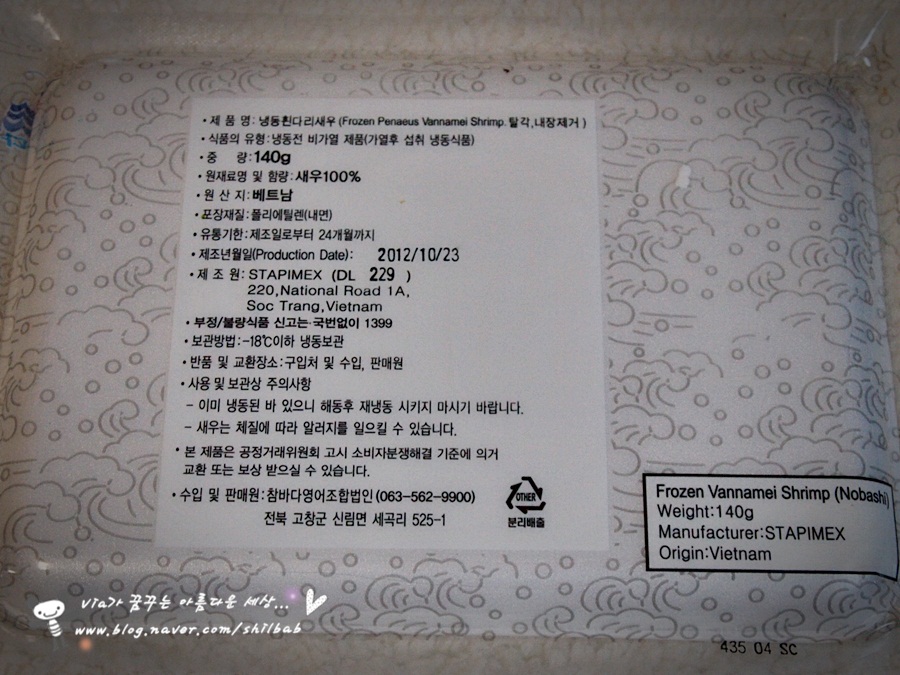 • 제 품 명: 냉동흰다리새우 (Frozen Penaeus Vannamei Shrimp. 탈각,내장제거 )
• 식품의 유형:냉동전 비가열 제품(가열후 섭취 냉동식품)
• 중 량:140g
• 원재료명 및 함량:새우100%
• 원 산 지:베트남
• 포장재질:폴리에틸렌(내면)
• 유통기한:제조일로부터 24개월까지
• 제조년월일(Production Date): 2012/10/23
• 제 조 원: STAPIMEX (DL 229 )
220,National Road 1A,
Soc Trang,Vietnam
• 부정/불량식품 신고는 국번없이 1399
• 보관방법:-18℃이하 냉동보관
• 반품 및 교환장소:구입처 및 수입, 판매원
• 사용 및 보관상 주의사항
- 이미 냉동된 바 있으니 해동후 재냉동 시키지 마시기 바랍니다.
- 새우는 체질에 따라 알러지를 일으킬 수 있습니다.
• 본 제품은 공정거래위원회 고시 소비자분쟁해결 기준에 의거
교환 또는 보상 받으실 수 있습니다.
• 수입 및 판매원:참바다영어조합법인(063-562-9900)
전북 고창군 신림면 세곡리 525-1
OTHER
분리배출
Frozen Vannamei Shrimp (Nobashi)
Weight:140g
Manufacturer:STAPIMEX
Origin:Vietnam
via가 꿈꾸는 아름다운 세상...
www.blog.naver.com/shilbab
435 04 SC